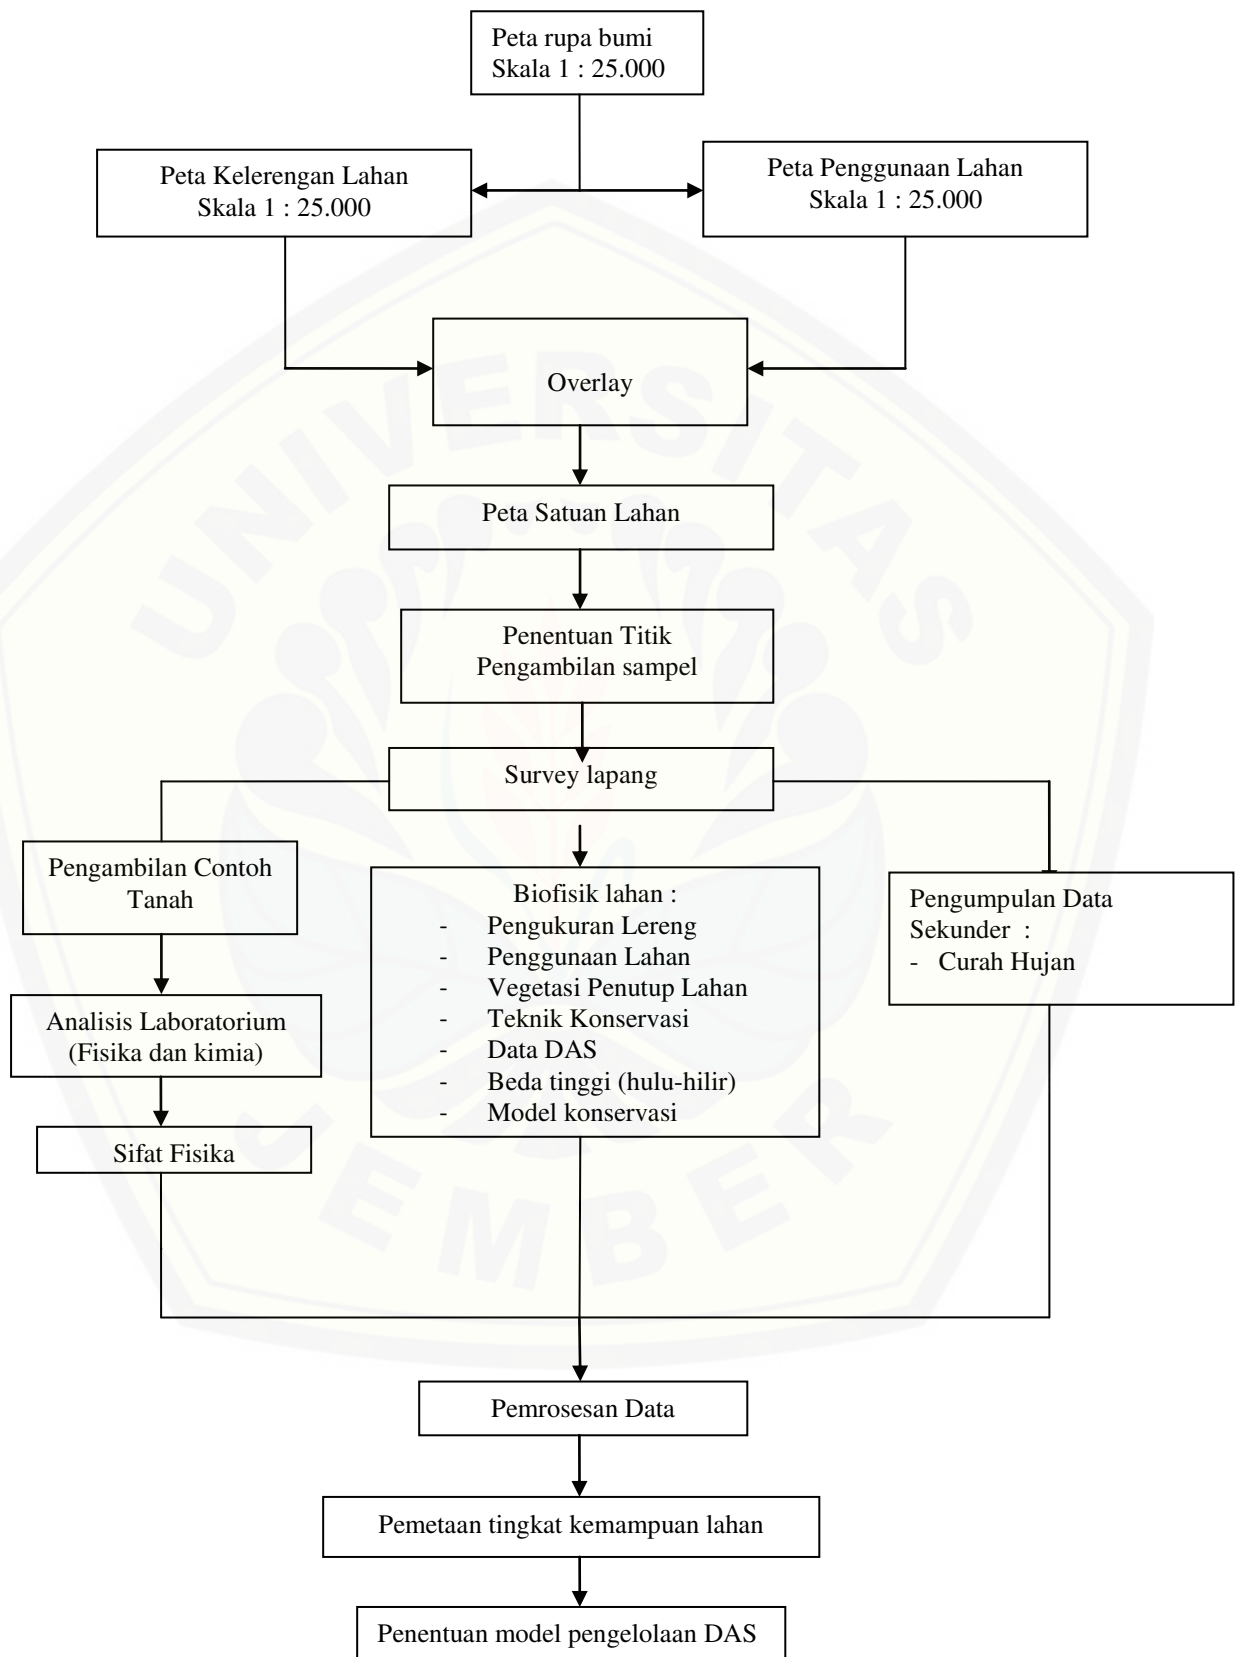 Peta rupa bumi
Skala 1 : 25.000
Peta Kelerengan Lahan
Skala 1 : 25.000
Peta Penggunaan Lahan
Skala 1 : 25.000
Overlay
Peta Satuan Lahan
Penentuan Titik
Pengambilan sampel
Survey lapang
Pengambilan Contoh
Tanah
Analisis Laboratorium
(Fisika dan kimia)
Sifat Fisika
Biofisik lahan :
- Pengukuran Lereng
- Penggunaan Lahan
- Vegetasi Penutup Lahan
- Teknik Konservasi
- Data DAS
- Beda tinggi (hulu-hilir)
- Model konservasi
Pengumpulan Data
Sekunder :
- Curah Hujan
Pemrosesan Data
Pemetaan tingkat kemampuan lahan
Penentuan model pengelolaan DAS
UNIVERSITAS
JEMBER